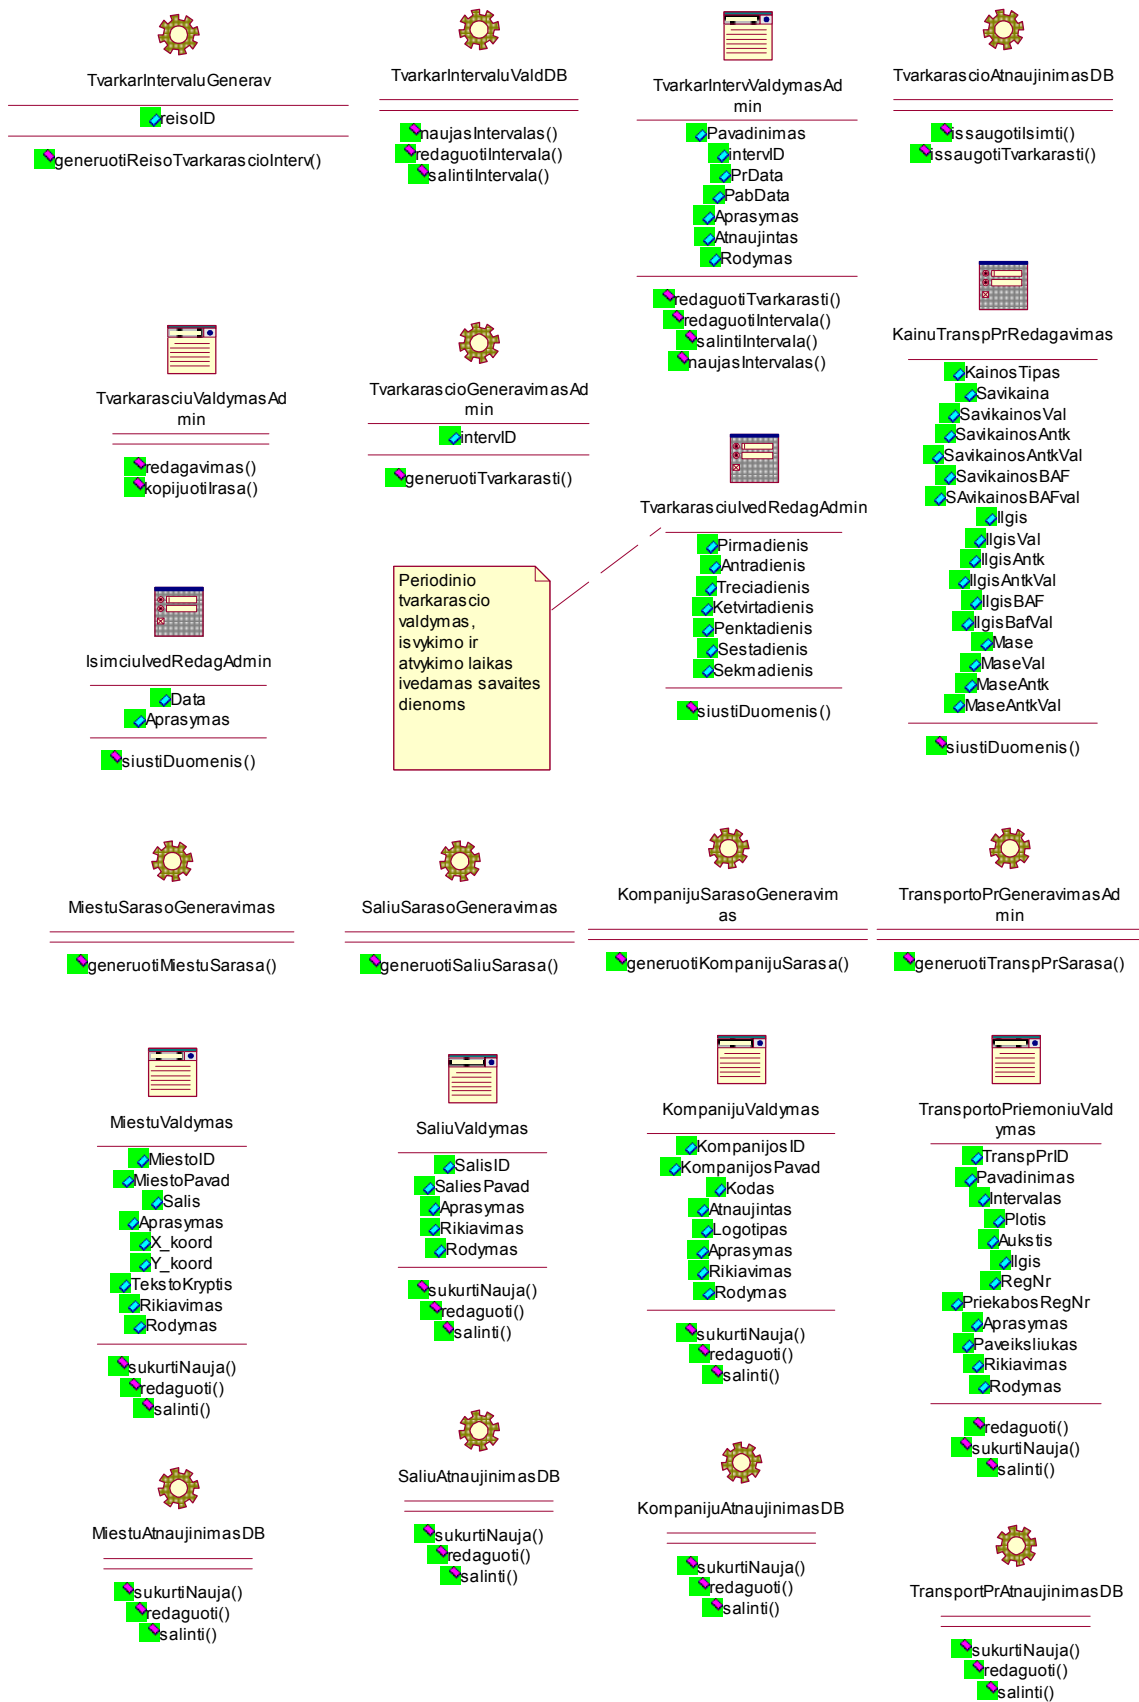 TvarkarIntervaluGenerav
reisoID
generuotiReisoTvarkarascioInterv()
TvarkarIntervaluValdDB
naujasIntervalas()
redaguotiIntervala()
salintiIntervala()
TvarkarIntervValdymasAd
min
Pavadinimas
intervID
PrData
PabData
Aprasymas
Atnaujintas
Rodymas
redaguotiTvarkarasti()
redaguotiIntervala()
salintiIntervala()
naujasIntervalas()
TvarkarascioAtnaujinimasDB
issaugotiIsimti()
issaugotiTvarkarasti()
TvarkarasciuValdymasAd
min
redagavimas()
kopijuotiIrasa()
TvarkarascioGeneravimasAd
min
intervID
generuotiTvarkarasti()
KainuTranspPrRedagavimas
KainosTipas
Savikaina
SavikainosVal
SavikainosAntk
SavikainosAntkVal
SavikainosBAF
SAvikainosBAFval
Ilgis
IlgisVal
IlgisAntk
IlgisAntkVal
IlgisBAF
IlgisBafVal
Mase
MaseVal
MaseAntk
MaseAntkVal
siustiDuomenis()
TvarkarasciuIvedRedagAdmin
Pirmadienis
Antradienis
Treciadienis
Ketvirtadienis
Penktadienis
Sestadienis
Sekmadienis
siustiDuomenis()
Periodinio
tvarkarascio
valdymas,
isvykimo ir
atvykimo laikas
ivedamas savaites
dienoms
IsimciuIvedRedagAdmin
Data
Aprasymas
siustiDuomenis()
MiestuSarasoGeneravimas
generuotiMiestuSarasa()
SaliuSarasoGeneravimas
generuotiSaliuSarasa()
KompanijuSarasoGeneravim
as
generuotiKompanijuSarasa()
TransportoPrGeneravimasAd
min
generuotiTranspPrSarasa()
MiestuValdymas
MiestoID
MiestoPavad
Salis
Aprasymas
X_koord
Y_koord
TekstoKryptis
Rikiavimas
Rodymas
sukurtiNauja()
redaguoti()
salinti()
SaliuValdymas
SalisID
SaliesPavad
Aprasymas
Rikiavimas
Rodymas
sukurtiNauja()
redaguoti()
salinti()
KompanijuValdymas
KompanijosID
KompanijosPavad
Kodas
Atnaujintas
Logotipas
Aprasymas
Rikiavimas
Rodymas
sukurtiNauja()
redaguoti()
salinti()
TransportoPriemoniuVald
ymas
TranspPrID
Pavadinimas
Intervalas
Plotis
Aukstis
Ilgis
RegNr
PriekabosRegNr
Aprasymas
Paveiksliukas
Rikiavimas
Rodymas
redaguoti()
sukurtiNauja()
salinti()
MiestuAtnaujinimasDB
sukurtiNauja()
redaguoti()
salinti()
SaliuAtnaujinimasDB
sukurtiNauja()
redaguoti()
salinti()
KompanijuAtnaujinimasDB
sukurtiNauja()
redaguoti()
salinti()
TransportPrAtnaujinimasDB
sukurtiNauja()
redaguoti()
salinti()